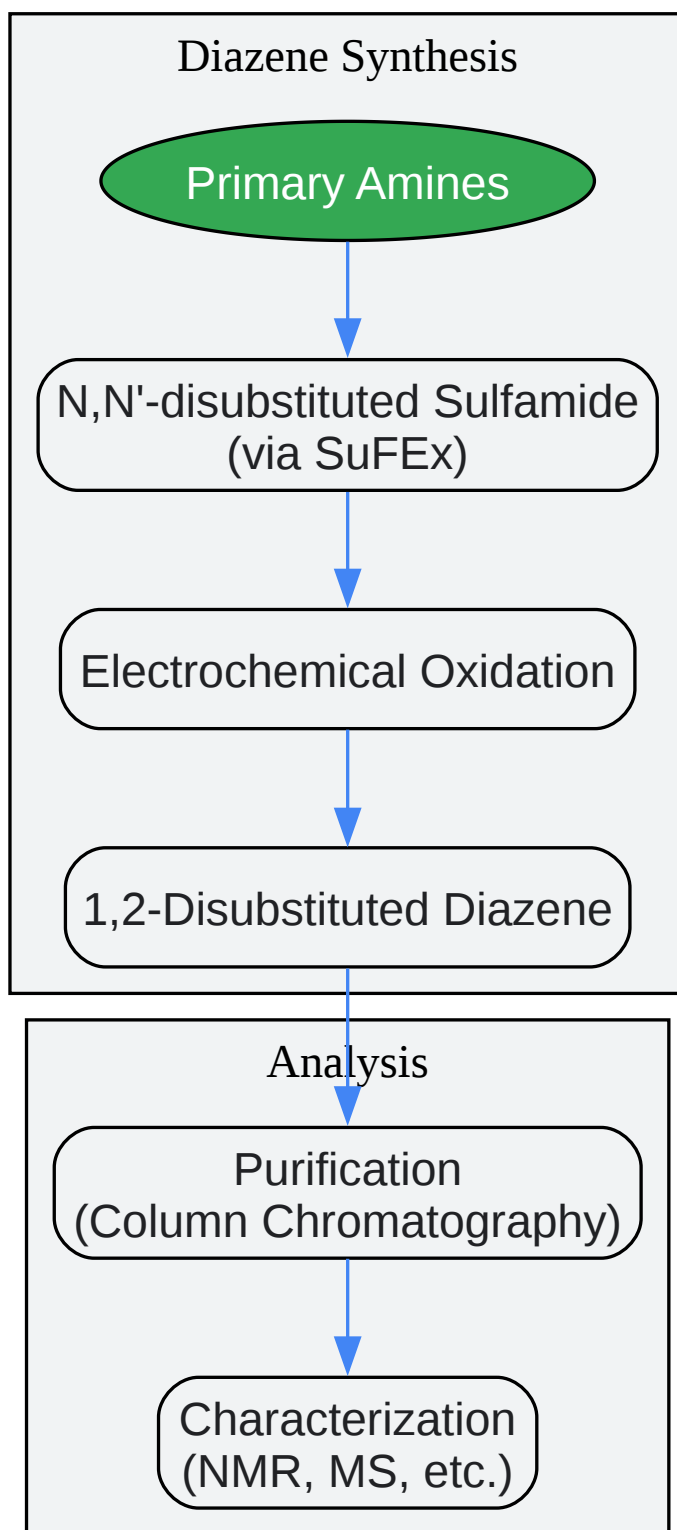 Diazene Synthesis
Primary Amines
N,N'-disubstituted Sulfamide
(via SuFEx)
Electrochemical Oxidation
1,2-Disubstituted Diazene
Analysis
Purification
(Column Chromatography)
Characterization
(NMR, MS, etc.)